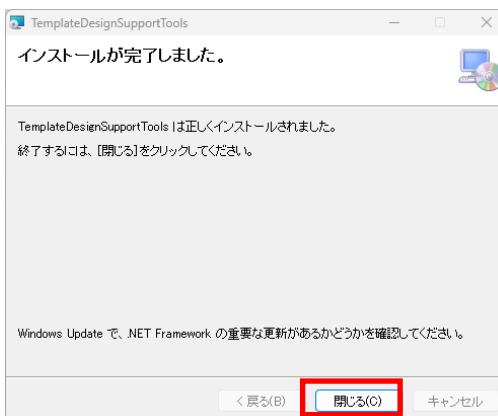 TemplateDesignSupportTools
インストールが完了しました。
TemplateDesignSupportTools は正しくインストールされました。
終了するには、[閉じる]をクリックしてください。
Windows Update で、.NET Framework の重要な更新があるかどうかを確認してください。
< 戻る(B)
閉じる(C)
キャンセル